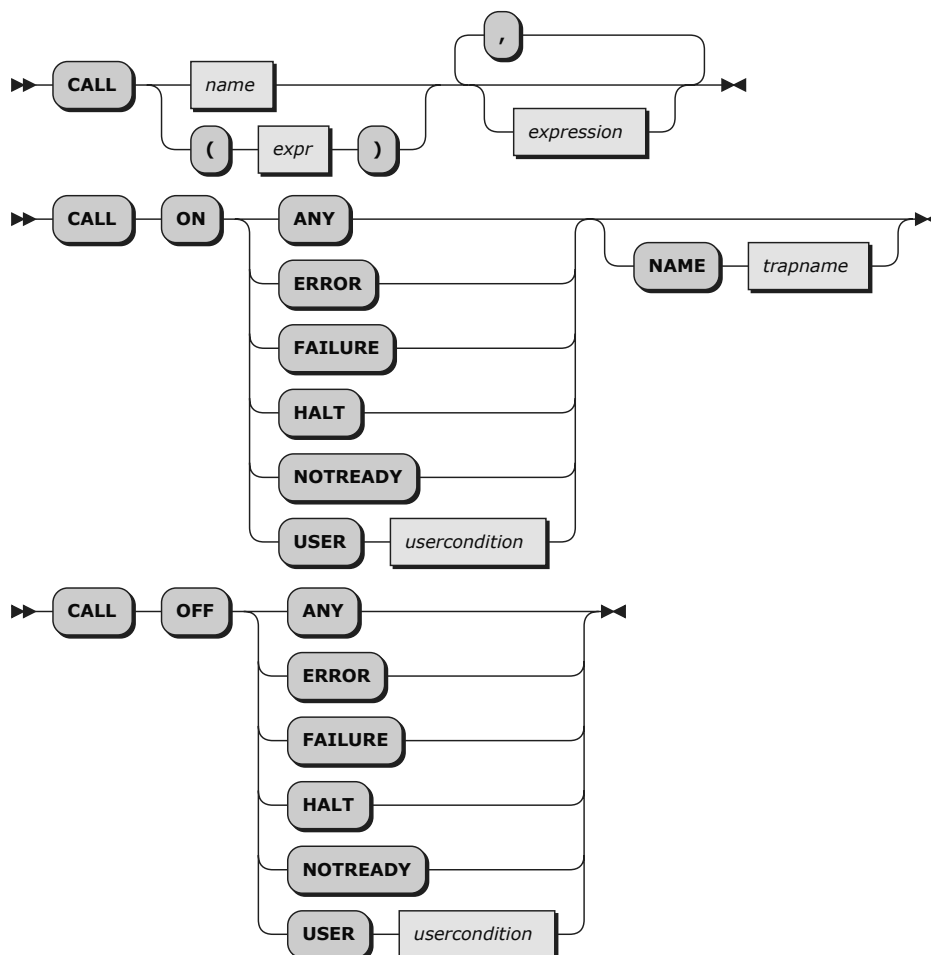 ,
CALL name
( expr ) expression
CALL ON ANY
NAME trapname
ERROR
FAILURE
HALT
NOTREADY
USER usercondition
CALL OFF ANY
ERROR
FAILURE
HALT
NOTREADY
USER usercondition